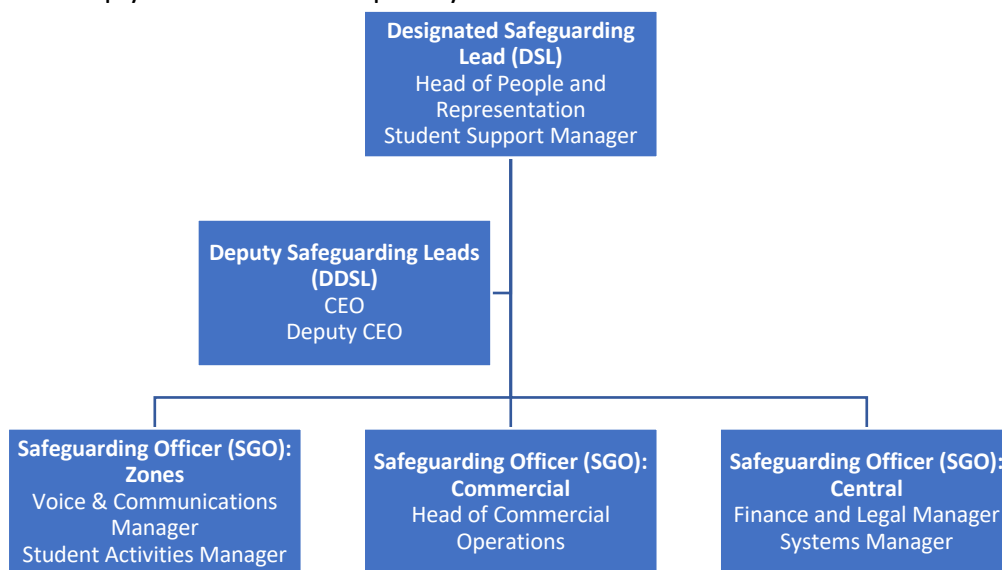 Designated Safeguarding
Lead (DSL)
Head of People and
Representation
Student Support Manager
Deputy Safeguarding Leads
(DDSL)
CEO
Deputy CEO
Safeguarding Officer (SGO):
Zones
Voice & Communications
Manager
Student Activities Manager
Safeguarding Officer (SGO):
Commercial
Head of Commercial
Operations
Safeguarding Officer (SGO):
Central
Finance and Legal Manager
Systems Manager